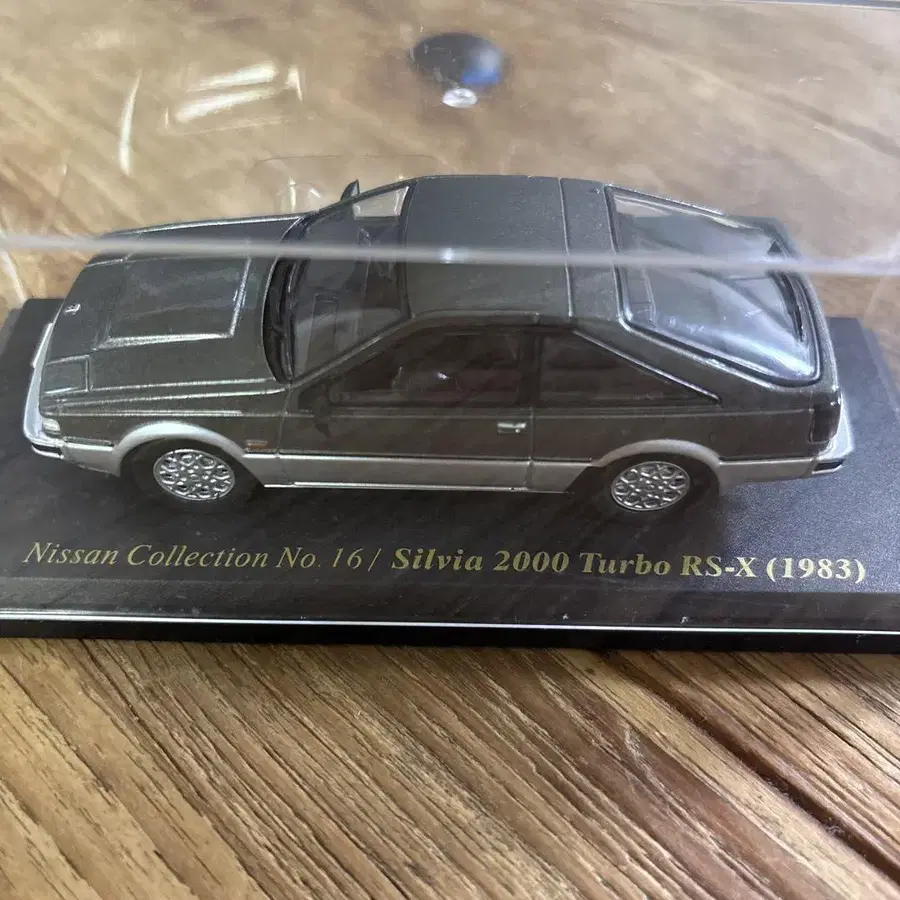 Nissan Collection No. 16 / Silvia 2000 Turbo RS-X (1983)